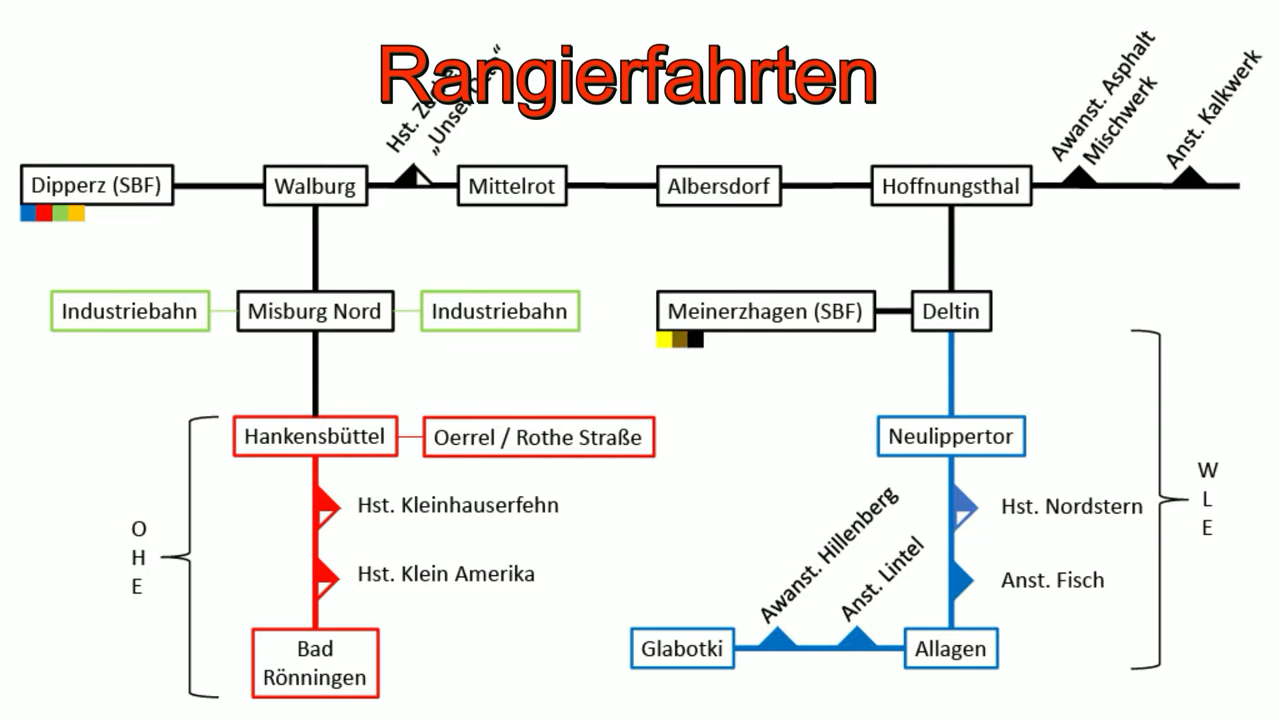 Rangierfahrten
Hst.
Awanst. Asphalt
Mischwerk
Anst. Kalkwerk
Dipperz (SBF)
Walburg
Mittelrot
Albersdorf
Hoffnungsthal
Industriebahn
Misburg Nord
Industriebahn
Meinerzhagen (SBF)
Deltin
Hankensbüttel
Oerrel / Rothe Straße
Neulippertor
Hst. Kleinhauserfehn
Hst. Nordstern
Hst. Klein Amerika
Anst. Fisch
Awanst. Hillenberg
Anst. Lintel
Bad
Rönningen
Glabotki
Allagen
O
H
E
W
L
E